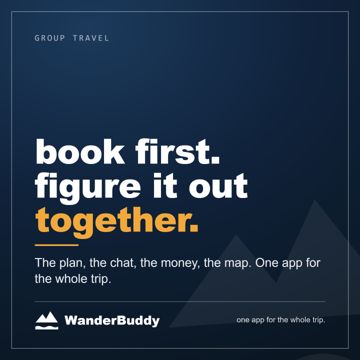 GROUP TRAVEL
book first.
figure it out
together.
The plan, the chat, the money, the map. One app for
the whole trip.
WanderBuddy
one app for the whole trip.